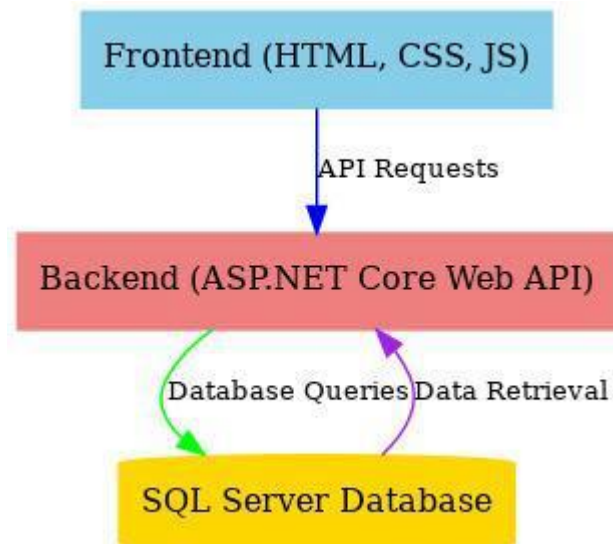 Frontend (HTML, CSS, JS)
API Requests
Backend (ASP.NET Core Web API)
Database Queries
Data Retrieval
SQL Server Database